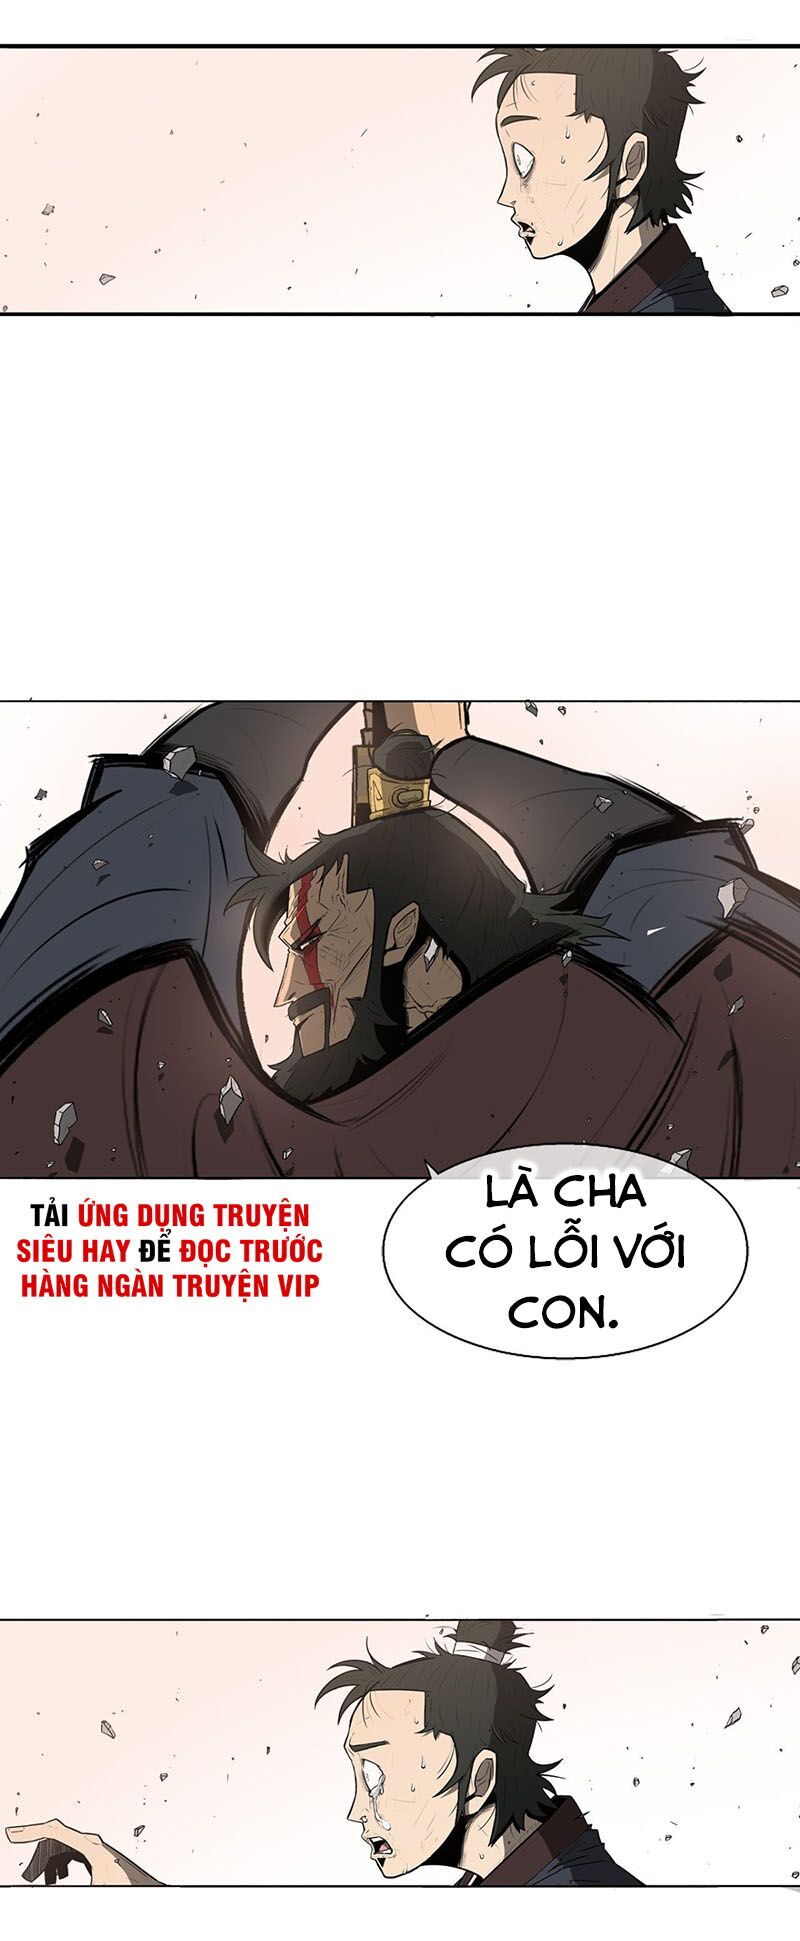 LÀ CHA
CÓ LỖI VỚI
CON.
TẢI ỨNG DỤNG TRUYỆN
SIÊU HAY ĐỂ ĐỌC TRƯỚC
HÀNG NGÀN TRUYỆN VIP